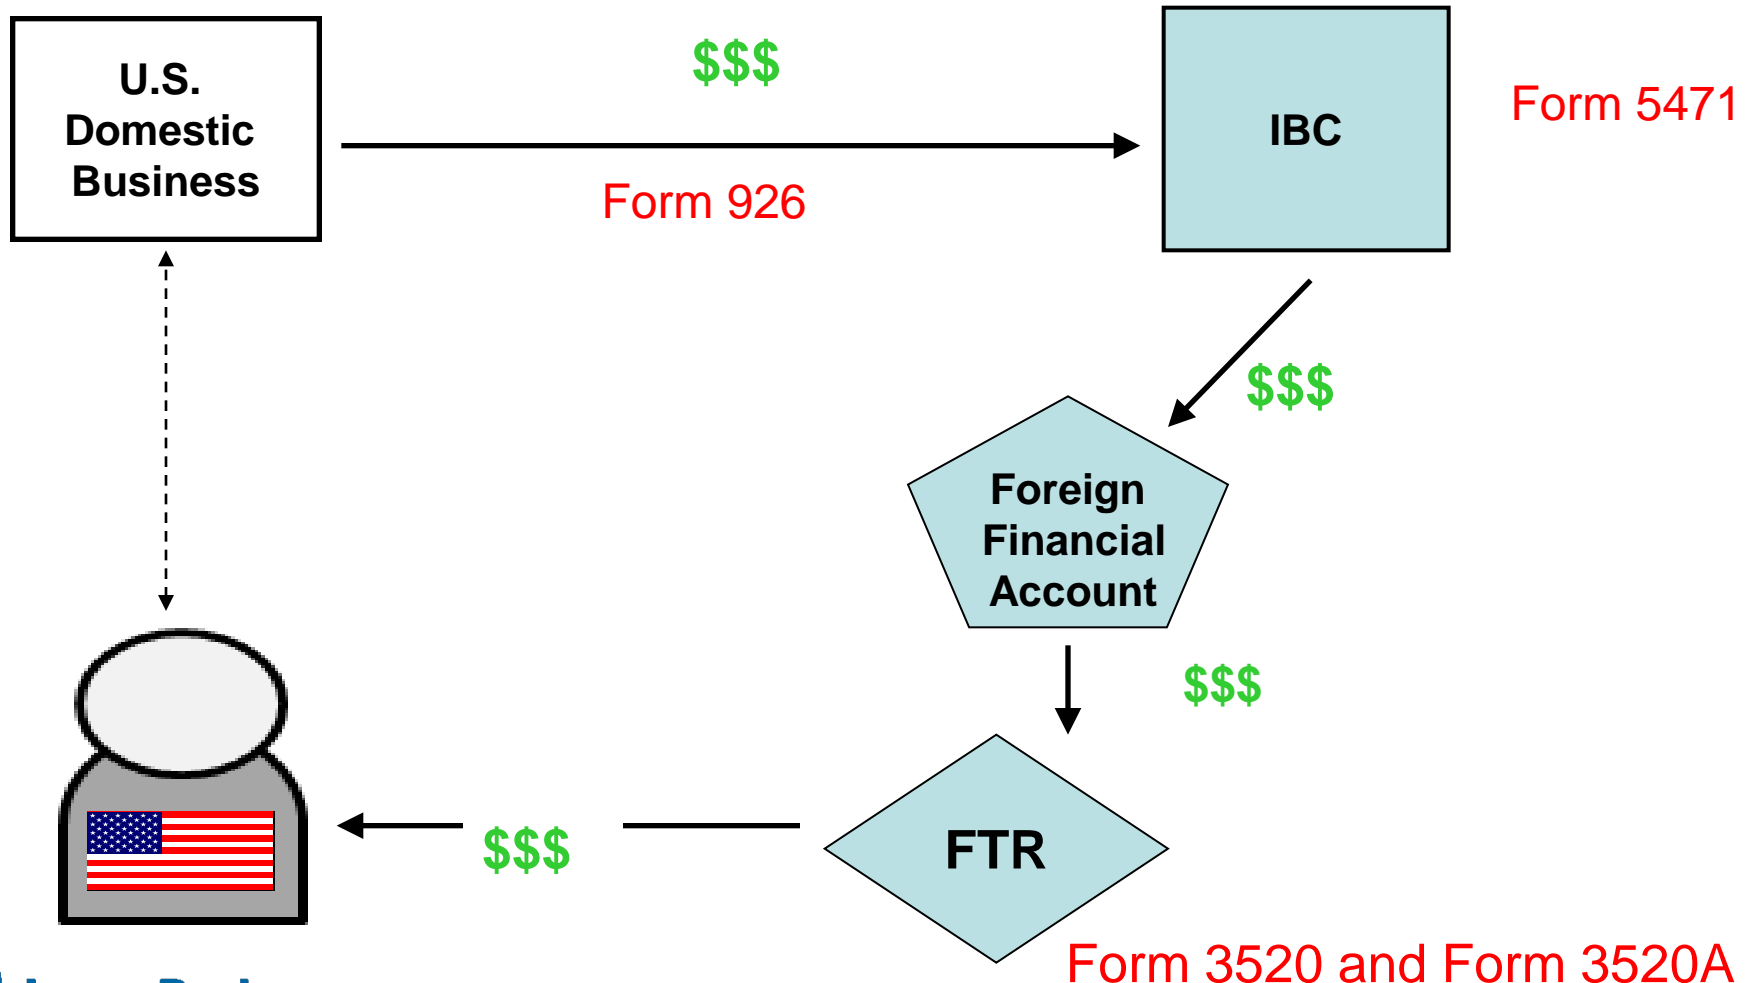 U.S.
Domestic
Business
$$$
Form 926
IBC
Form 5471
$$$
Foreign
Financial
Account
$$$
FTR
$$$
Form 3520 and Form 3520A